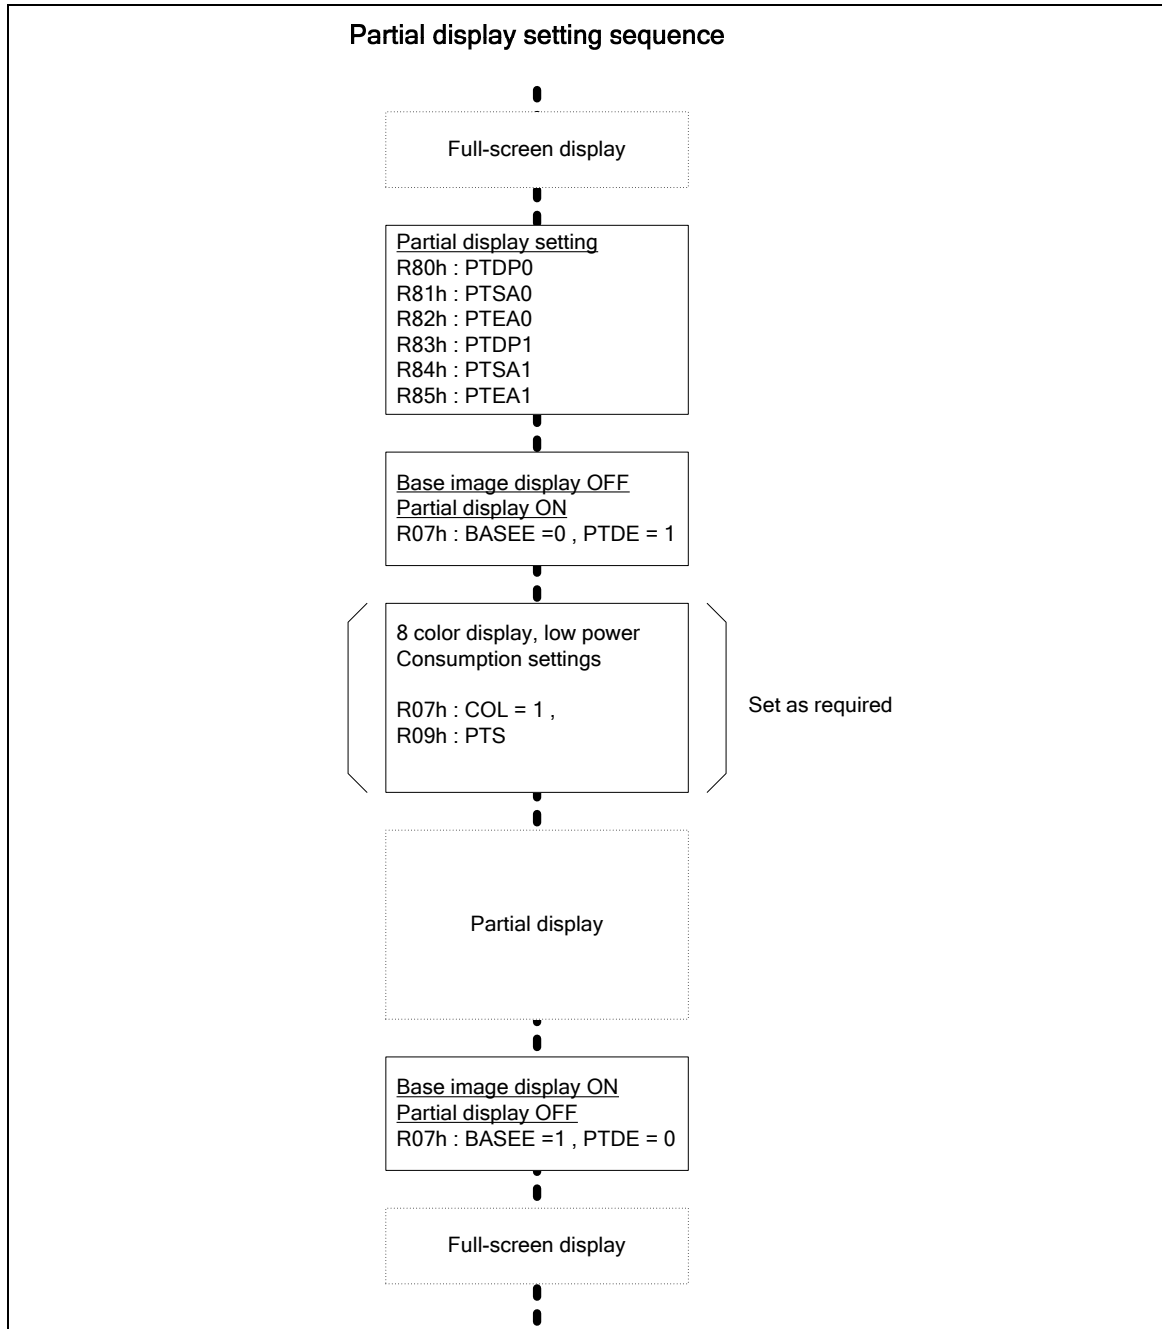 Partial display setting sequence
Full-screen display
Partial display setting
R80h : PTDP0
R81h : PTSA0
R82h : PTEA0
R83h : PTDP1
R84h : PTSA1
R85h : PTEA1
Base image display OFF
Partial display ON
R07h : BASEE =0 , PTDE = 1
8 color display, low power
Consumption settings
R07h : COL = 1 ,
R09h : PTS
Set as required
Partial display
Base image display ON
Partial display OFF
R07h : BASEE =1 , PTDE = 0
Full-screen display